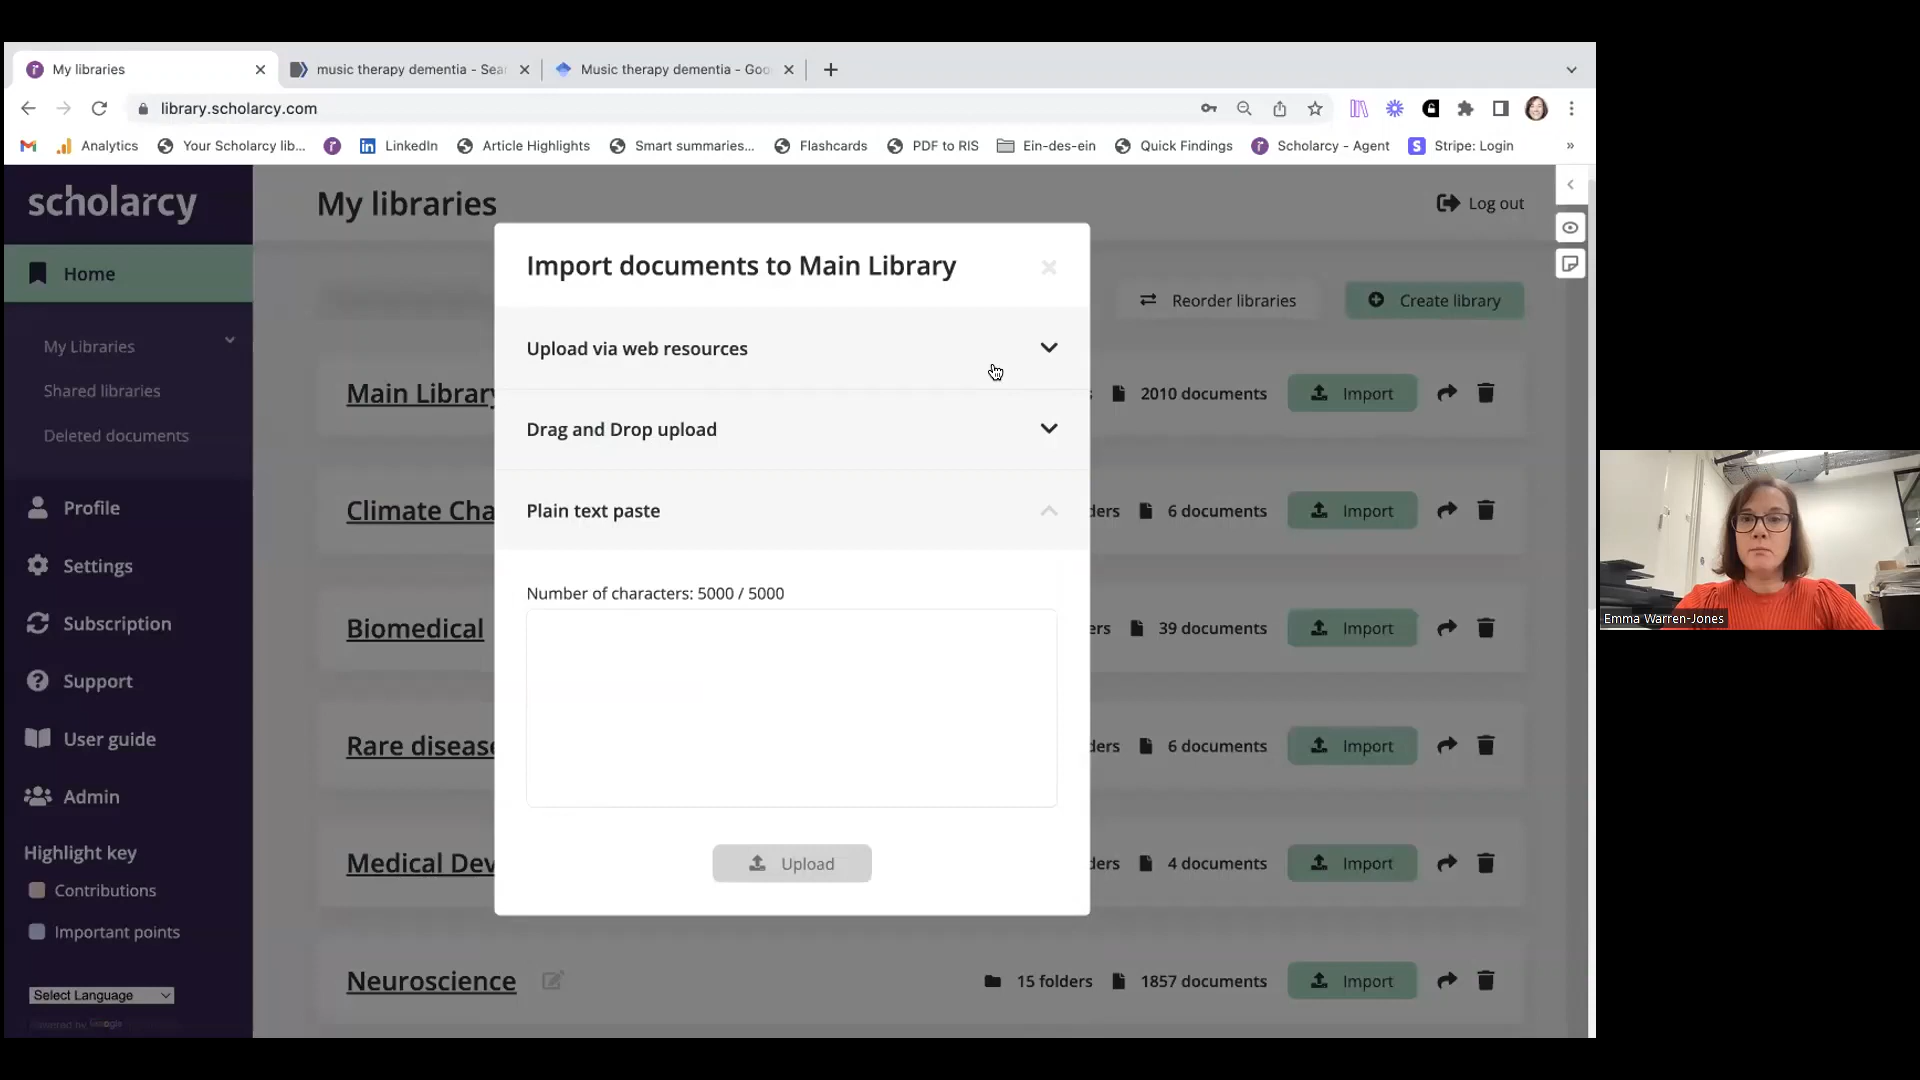 My libraries
music therapy dementia - Sea
Music therapy dementia - Goo
library.scholarcy.com
Analytics
Your Scholarcy lib...
LinkedIn
Article Highlights
Smart summaries...
Flashcards
PDF to RIS
Ein-des-ein
Quick Findings
Scholarcy - Agent
Stripe: Login
scholarcy
My libraries
Log out
Home
My Libraries
Shared libraries
Deleted documents
Profile
Settings
Subscription
Support
User guide
Admin
Highlight key
Contributions
Important points
Select Language
Reorder libraries
Create library
Import documents to Main Library
Upload via web resources
Drag and Drop upload
Plain text paste
Number of characters: 5000 / 5000
Upload
Main Library
2010 documents
Import
Climate Cha
ders
6 documents
Import
Biomedical
ers
39 documents
Import
Rare disease
ders
6 documents
Import
Medical Dev
ders
4 documents
Import
Neuroscience
15 folders
1857 documents
Import
Emma Warren-Jones